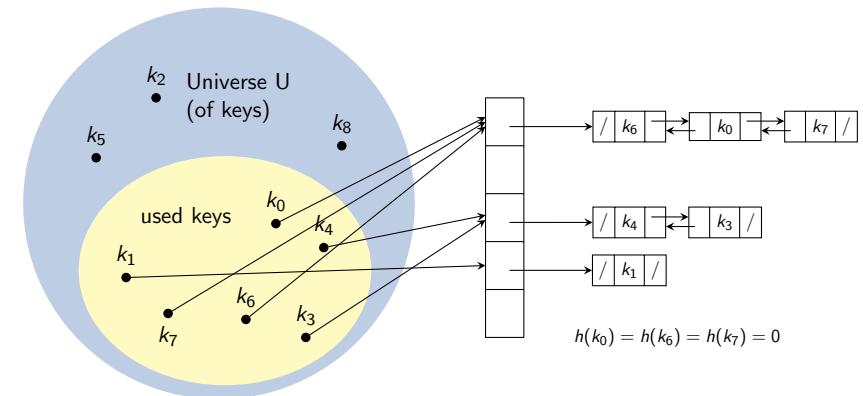 k2
Universe U
(of keys)
k5
k8
used keys
k0
k4
k1
k7
k6
k3
/ k6
k0
k7 /
/ k4
k3 /
/ k1 /
h(k0) = h(k6) = h(k7) = 0